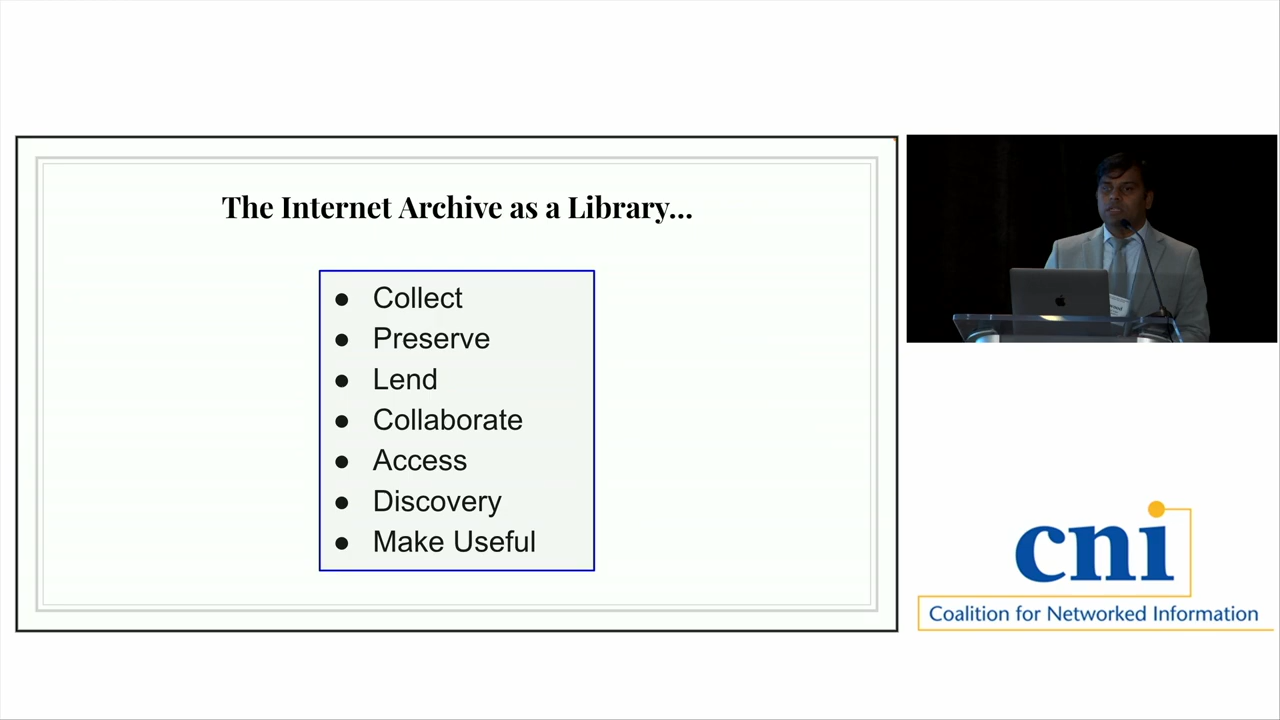 The Internet Archive as a Library...
● Collect
● Preserve
● Lend
● Collaborate
● Access
● Discovery
● Make Useful
cni
Coalition for Networked Information